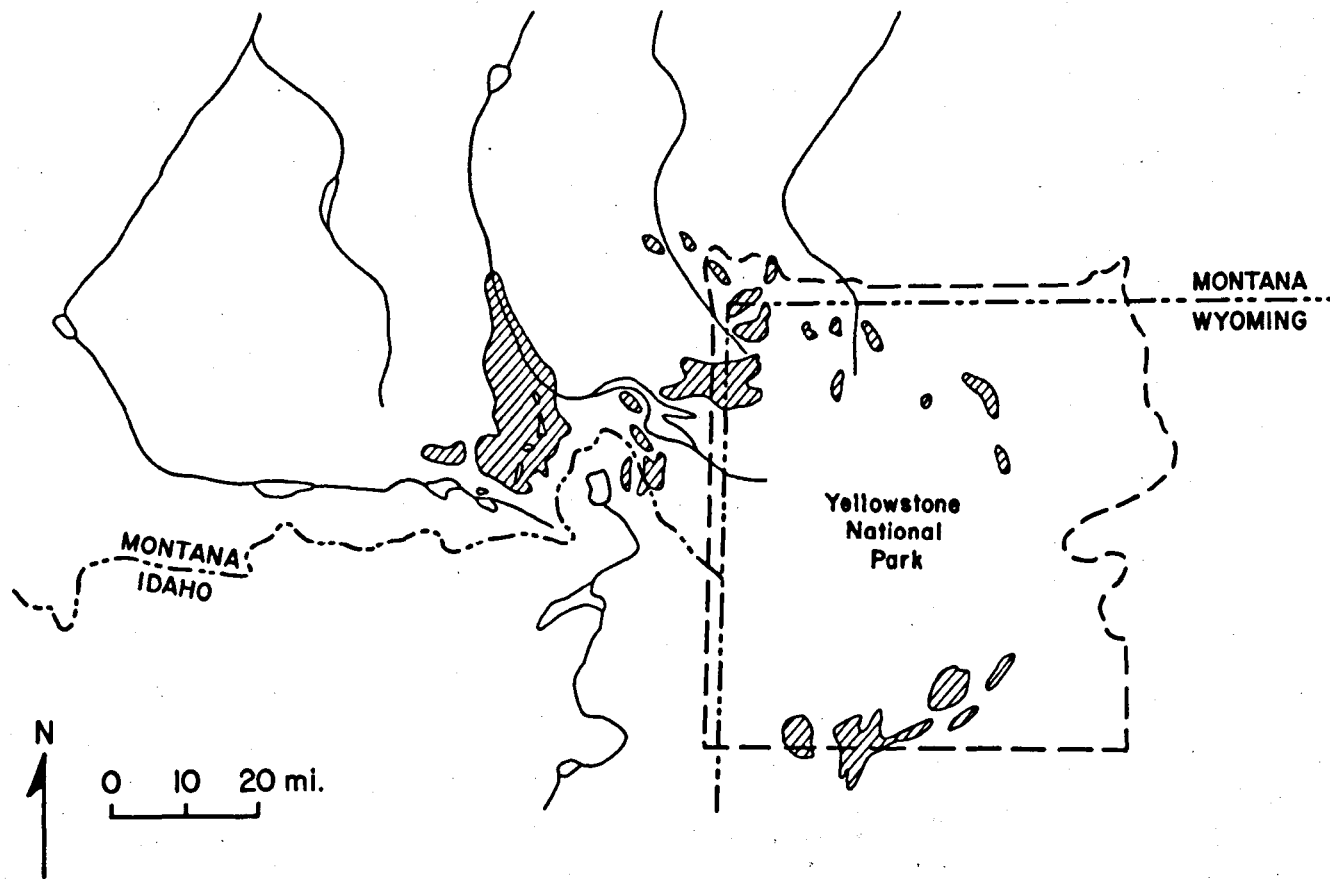 MONTANA
WYOMING
Yellowstone
National
Park
MONTANA
IDAHO
N
0 10 20 mi.